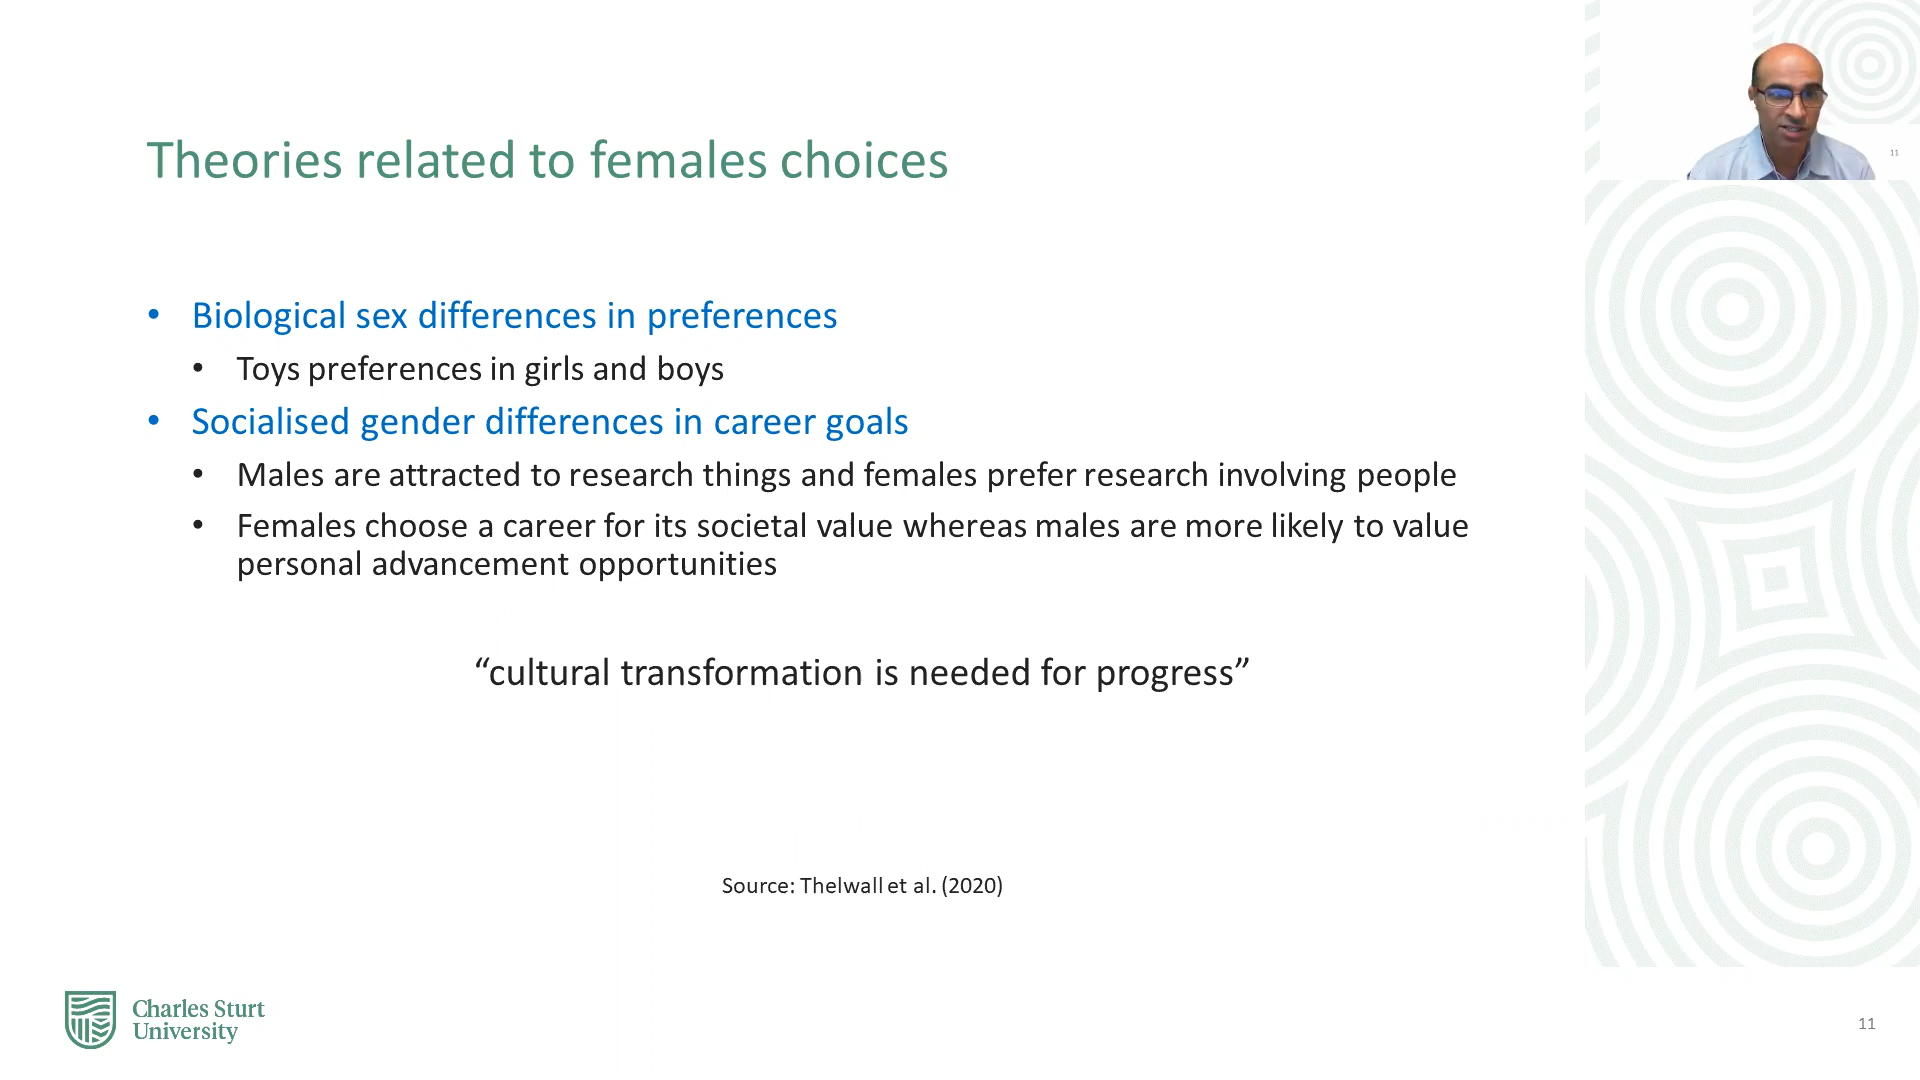 Theories related to females choices
• Biological sex differences in preferences
• Toys preferences in girls and boys
• Socialised gender differences in career goals
• Males are attracted to research things and females prefer research involving people
• Females choose a career for its societal value whereas males are more likely to value
personal advancement opportunities
“cultural transformation is needed for progress”
Source: Thelwall et al. (2020)
Charles Sturt
University
11
11